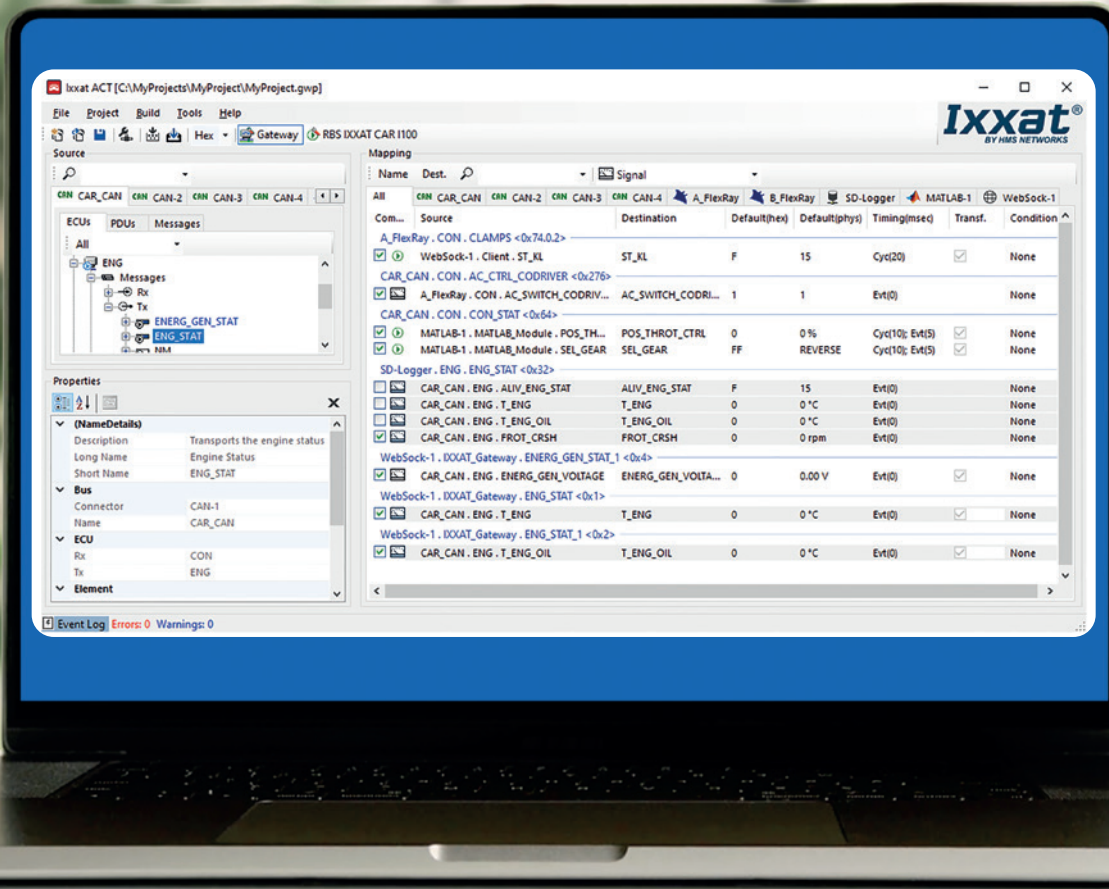 Ixxat ACT [C:\MyProjects\MyProject\MyProject.gwp]
File Project Build Tools Help
Hex Gateway RBS IXXAT CAR I100
Ixxat®
BY HMS NETWORKS
Source
CAN CAR_CAN CAN CAN-2 CAN CAN-3 CAN CAN-4
ECUs PDUs Messages
All
ENG
Messages
Rx
Tx
ENERG_GEN_STAT
ENG_STAT
NM
Properties
(NameDetails)
Description Transports the engine status
Long Name Engine Status
Short Name ENG_STAT
Bus
Connector CAN-1
Name CAR_CAN
ECU
Rx CON
Tx ENG
Element
Mapping
Name Dest. Signal
All CAN CAR_CAN CAN CAN-2 CAN CAN-3 CAN CAN-4 A_FlexRay B_FlexRay SD-Logger MATLAB-1 WebSock-1
Com... Source Destination Default(hex) Default(phys) Timing(msec) Transf. Condition
A_FlexRay . CON . CLAMPS <0x74.0.2>
WebSock-1 . Client . ST_KL ST_KL F 15 Cyc(20) None
CAR_CAN . CON . AC_CTRL_CODRIVER <0x276>
A_FlexRay . CON . AC_SWITCH_CODRIV... AC_SWITCH_CODRI... 1 1 Evt(0) None
CAR_CAN . CON . CON_STAT <0x64>
MATLAB-1 . MATLAB_Module . POS_TH... POS_THROT_CTRL 0 0 % Cyc(10); Evt(5) None
MATLAB-1 . MATLAB_Module . SEL_GEAR SEL_GEAR FF REVERSE Cyc(10); Evt(5) None
SD-Logger . ENG . ENG_STAT <0x32>
CAR_CAN . ENG . ALIV_ENG_STAT ALIV_ENG_STAT F 15 Evt(0) None
CAR_CAN . ENG . T_ENG T_ENG 0 0 °C Evt(0) None
CAR_CAN . ENG . T_ENG_OIL T_ENG_OIL 0 0 °C Evt(0) None
CAR_CAN . ENG . FROT_CRSH FROT_CRSH 0 0 rpm Evt(0) None
WebSock-1 . IXXAT_Gateway . ENERG_GEN_STAT_1 <0x4>
CAR_CAN . ENG . ENERG_GEN_VOLTAGE ENERG_GEN_VOLTA... 0 0.00 V Evt(0) None
WebSock-1 . IXXAT_Gateway . ENG_STAT <0x1>
CAR_CAN . ENG . T_ENG T_ENG 0 0 °C Evt(0) None
WebSock-1 . IXXAT_Gateway . ENG_STAT_1 <0x2>
CAR_CAN . ENG . T_ENG_OIL T_ENG_OIL 0 0 °C Evt(0) None
Event Log Errors: 0 Warnings: 0